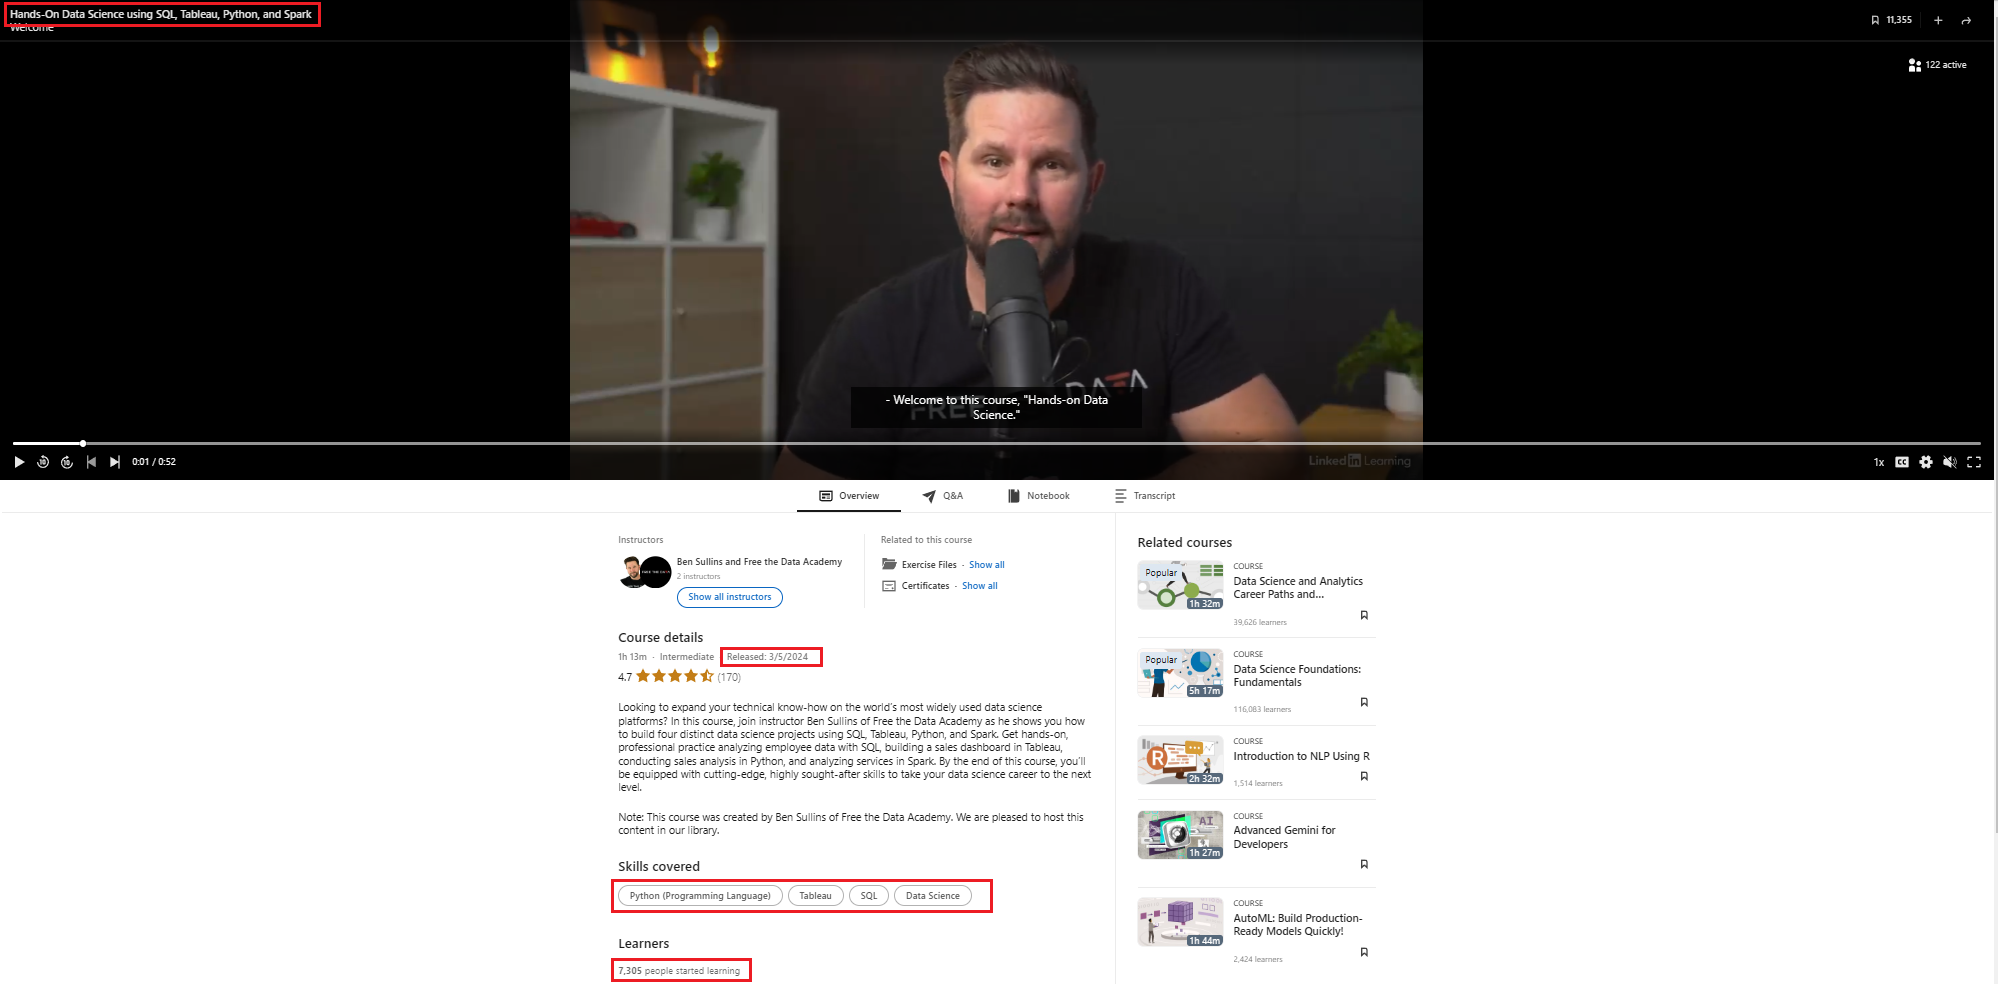 Hands-On Data Science using SQL, Tableau, Python, and Spark
Welcome
11,355
122 active
DATA
FREE
- Welcome to this course, "Hands-on Data
Science."
LinkedIn Learning
0:01 / 0:52
1x
CC
Overview
Q&A
Notebook
Transcript
Instructors
Ben Sullins and Free the Data Academy
2 instructors
Show all instructors
Related to this course
Exercise Files · Show all
Certificates · Show all
Course details
1h 13m · Intermediate Released: 3/5/2024
4.7 (170)
Looking to expand your technical know-how on the world's most widely used data science
platforms? In this course, join instructor Ben Sullins of Free the Data Academy as he shows you how
to build four distinct data science projects using SQL, Tableau, Python, and Spark. Get hands-on,
professional practice analyzing employee data with SQL, building a sales dashboard in Tableau,
conducting sales analysis in Python, and analyzing services in Spark. By the end of this course, you'll
be equipped with cutting-edge, highly sought-after skills to take your data science career to the next
level.
Note: This course was created by Ben Sullins of Free the Data Academy. We are pleased to host this
content in our library.
Skills covered
Python (Programming Language)
Tableau
SQL
Data Science
Learners
7,305 people started learning
Related courses
Popular
1h 32m
COURSE
Data Science and Analytics
Career Paths and...
39,626 learners
Popular
5h 17m
COURSE
Data Science Foundations:
Fundamentals
116,083 learners
R
2h 32m
COURSE
Introduction to NLP Using R
1,514 learners
AI
1h 27m
COURSE
Advanced Gemini for
Developers
1h 44m
COURSE
AutoML: Build Production-
Ready Models Quickly!
2,424 learners